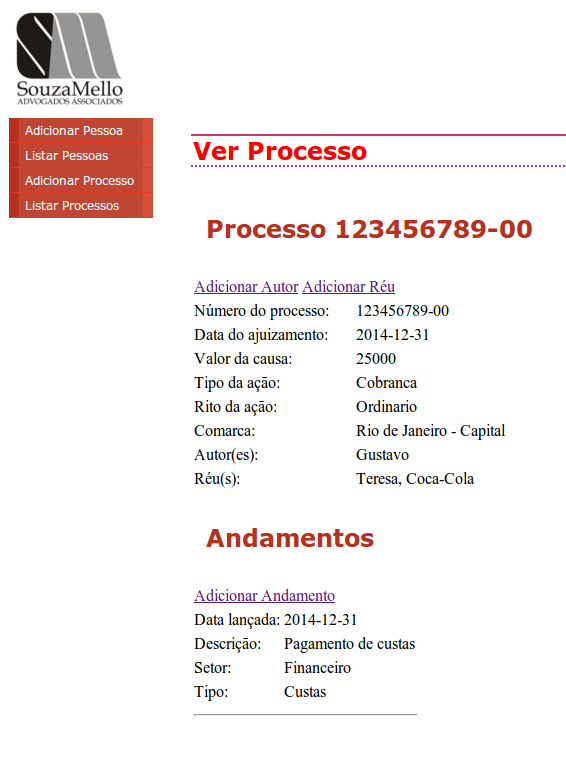 SouzaMello
ADVOGADOS ASSOCIADOS
Adicionar Pessoa
Listar Pessoas
Adicionar Processo
Listar Processos
Ver Processo
Processo 123456789-00
Adicionar Autor Adicionar Réu
Número do processo: 123456789-00
Data do ajuizamento: 2014-12-31
Valor da causa: 25000
Tipo da ação: Cobranca
Rito da ação: Ordinario
Comarca: Rio de Janeiro - Capital
Autor(es): Gustavo
Réu(s): Teresa, Coca-Cola
Andamentos
Adicionar Andamento
Data lançada: 2014-12-31
Descrição: Pagamento de custas
Setor: Financeiro
Tipo: Custas